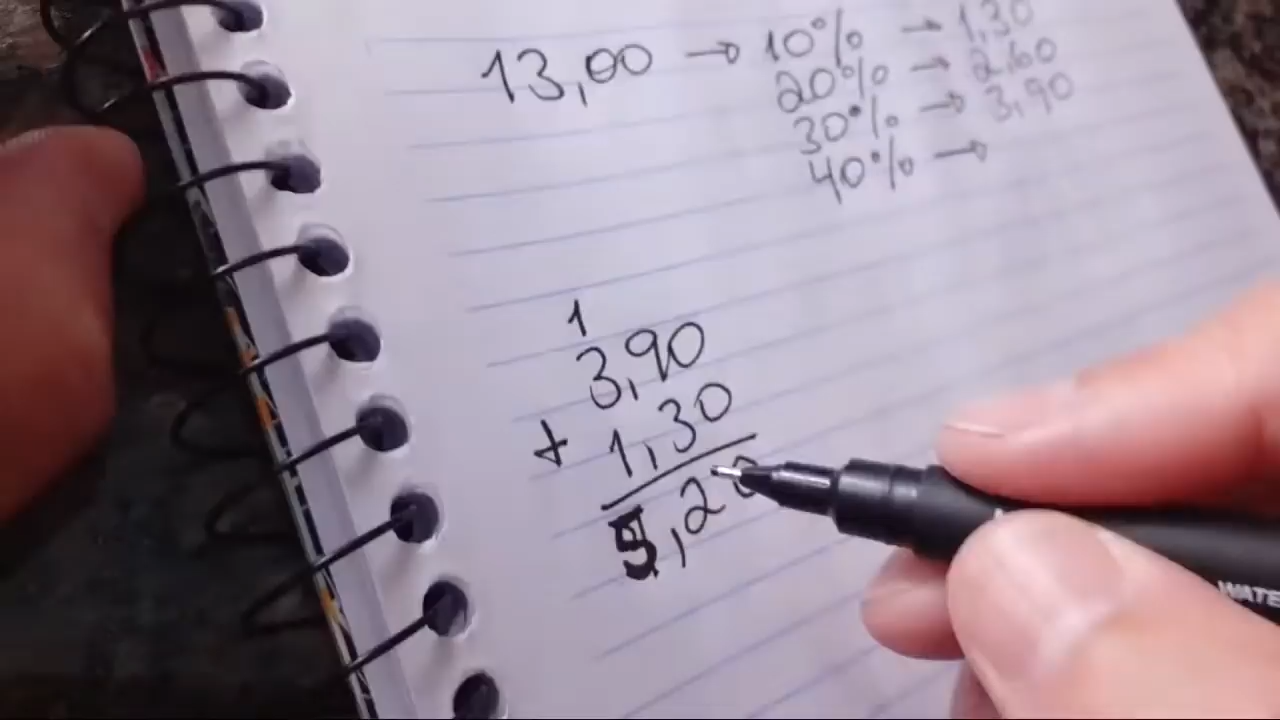 13,00 → 10% → 1,30
20% → 2,60
30% → 3,90
40% →
1
3,90
+ 1,30
5,20
WATE